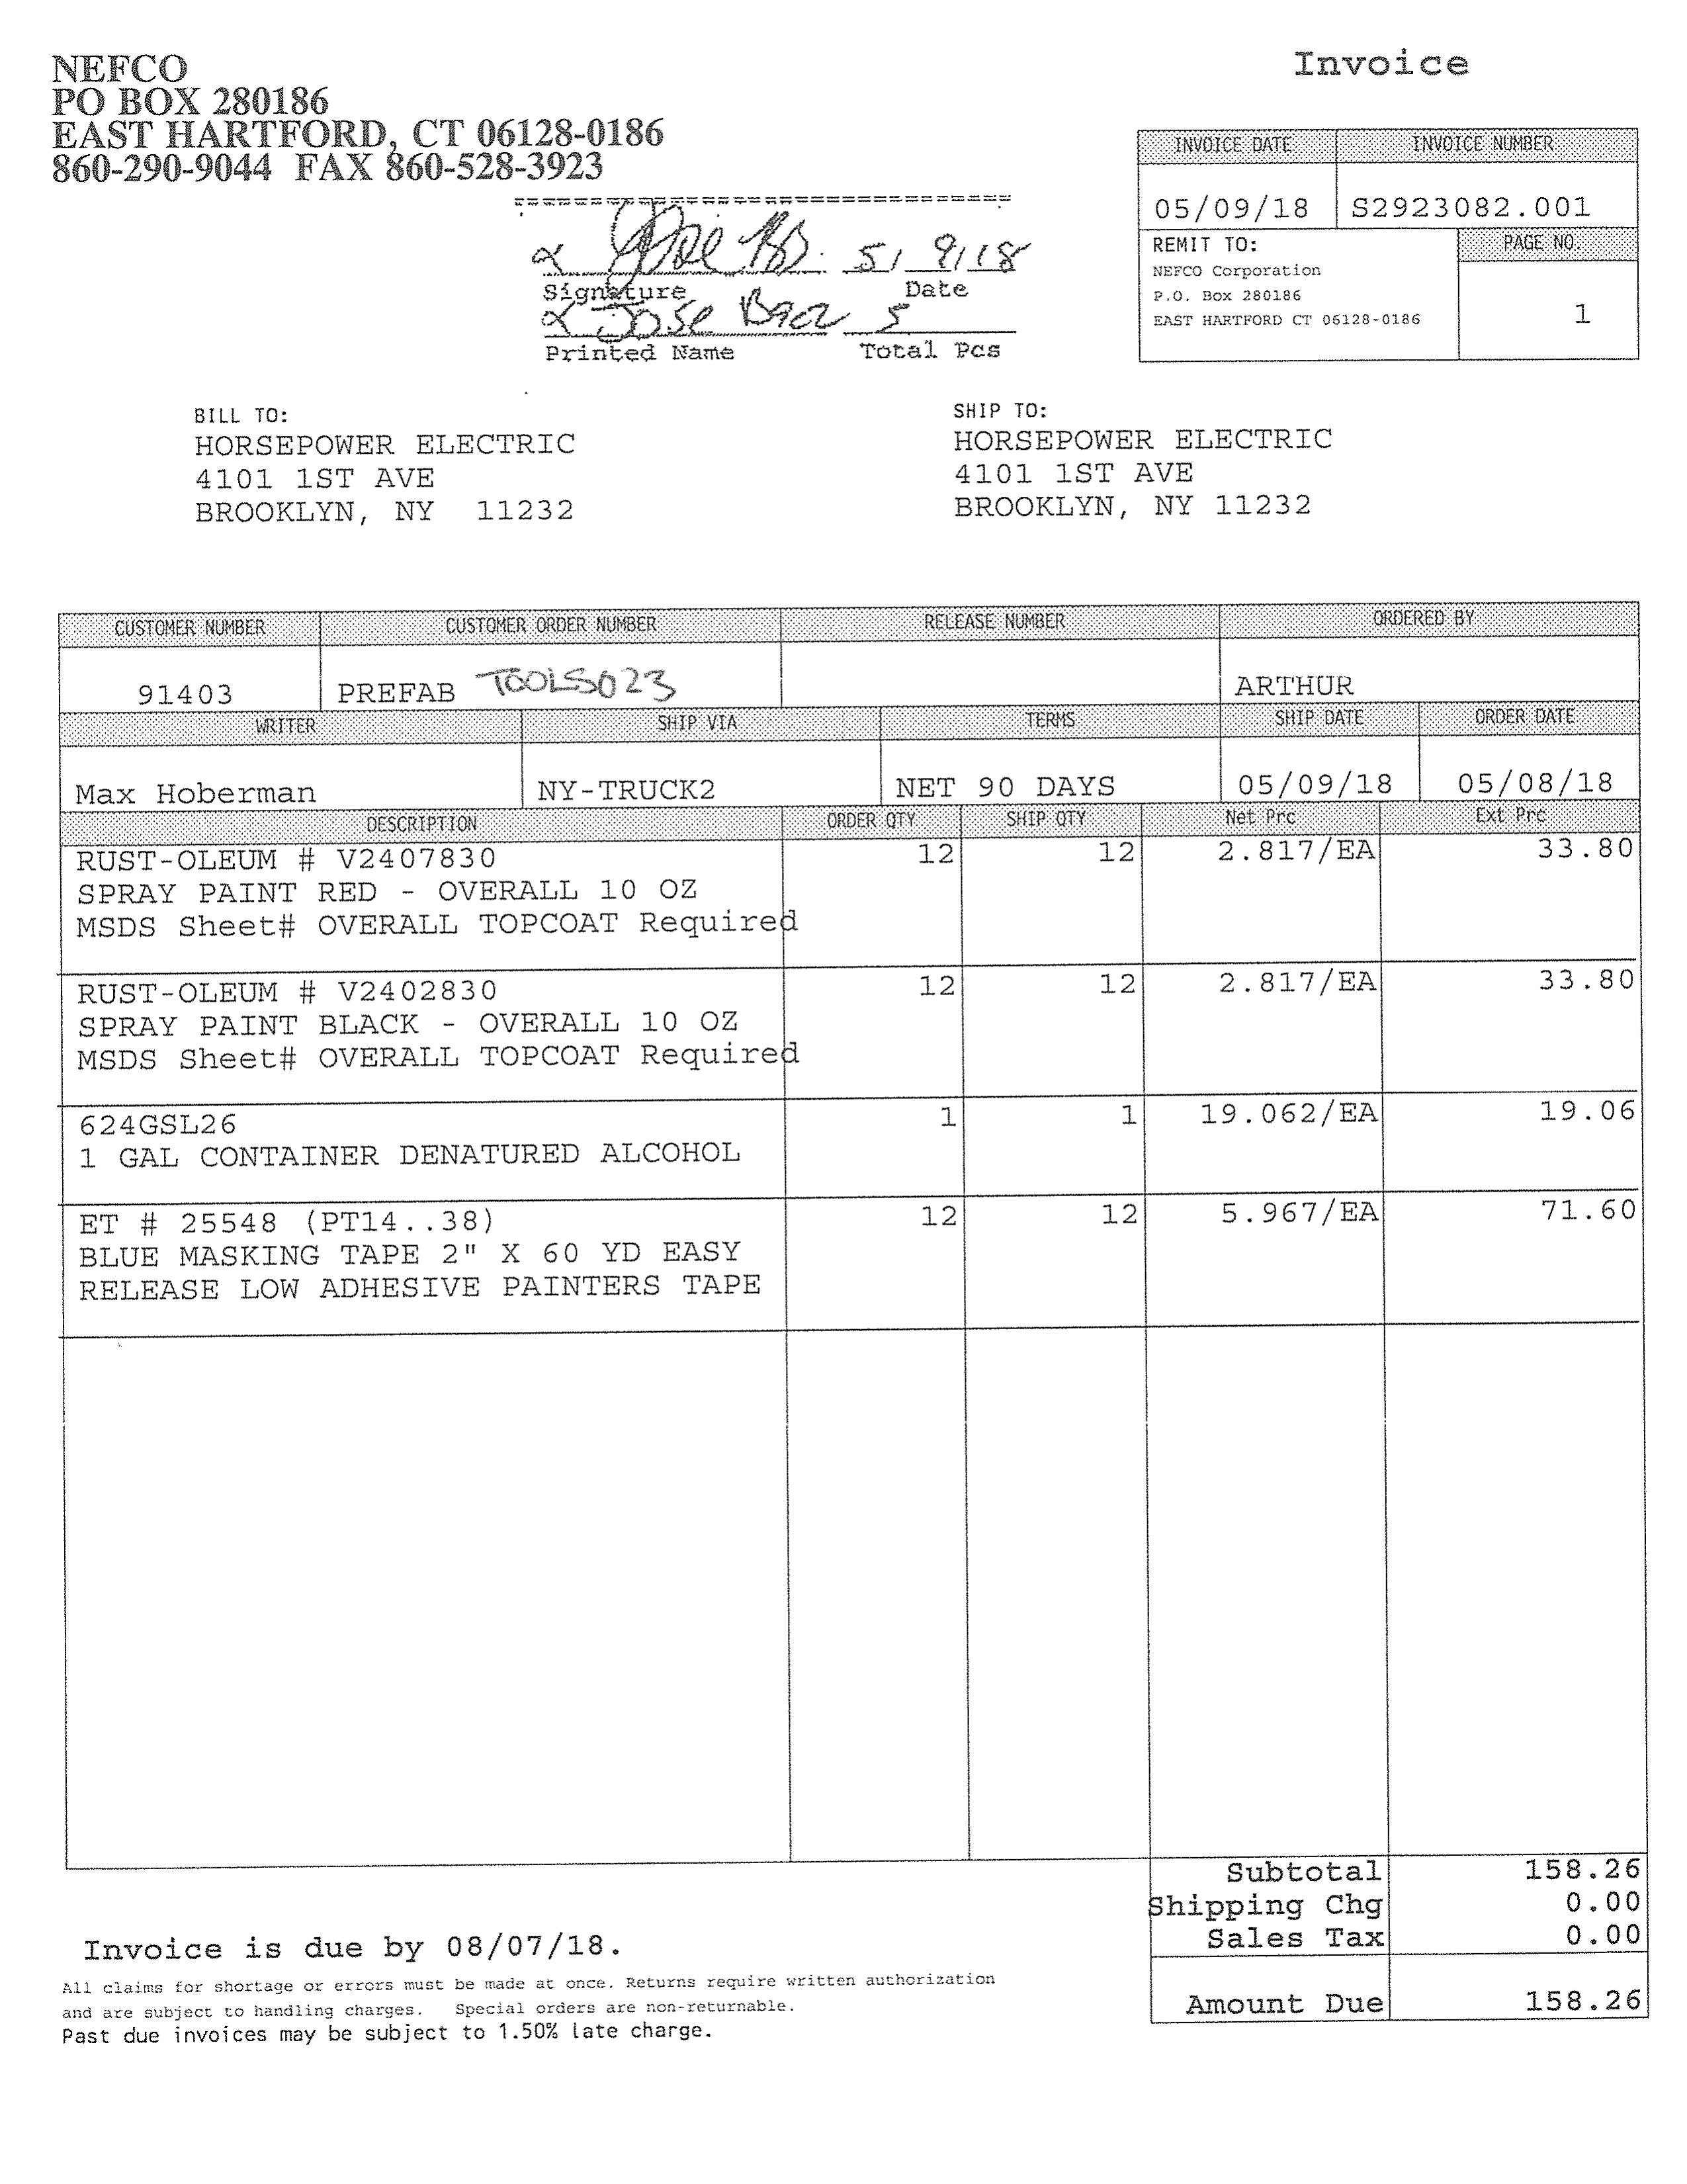 NEFCO
PO BOX 280186
EAST HARTFORD, CT 06128-0186
860-290-9044 FAX 860-528-3923
Invoice
INVOICE DATE INVOICE NUMBER
05/09/18 S2923082.001
REMIT TO: PAGE NO.
NEFCO Corporation
P.O. Box 280186
EAST HARTFORD CT 06128-0186
1
5/ 9/18
Signature Date
Jose 5
Printed Name Total Pcs
BILL TO:
HORSEPOWER ELECTRIC
4101 1ST AVE
BROOKLYN, NY 11232
SHIP TO:
HORSEPOWER ELECTRIC
4101 1ST AVE
BROOKLYN, NY 11232
CUSTOMER NUMBER CUSTOMER ORDER NUMBER RELEASE NUMBER ORDERED BY
91403 PREFAB TOOLS023 ARTHUR
WRITER SHIP VIA TERMS SHIP DATE ORDER DATE
Max Hoberman NY-TRUCK2 NET 90 DAYS 05/09/18 05/08/18
DESCRIPTION ORDER QTY SHIP QTY Net Prc Ext Prc
RUST-OLEUM # V2407830 12 12 2.817/EA 33.80
SPRAY PAINT RED - OVERALL 10 OZ
MSDS Sheet# OVERALL TOPCOAT Required
RUST-OLEUM # V2402830 12 12 2.817/EA 33.80
SPRAY PAINT BLACK - OVERALL 10 OZ
MSDS Sheet# OVERALL TOPCOAT Required
624GSL26 1 1 19.062/EA 19.06
1 GAL CONTAINER DENATURED ALCOHOL
ET # 25548 (PT14..38) 12 12 5.967/EA 71.60
BLUE MASKING TAPE 2" X 60 YD EASY
RELEASE LOW ADHESIVE PAINTERS TAPE
Subtotal 158.26
Shipping Chg 0.00
Sales Tax 0.00
Amount Due 158.26
Invoice is due by 08/07/18.
All claims for shortage or errors must be made at once. Returns require written authorization
and are subject to handling charges. Special orders are non-returnable.
Past due invoices may be subject to 1.50% late charge.